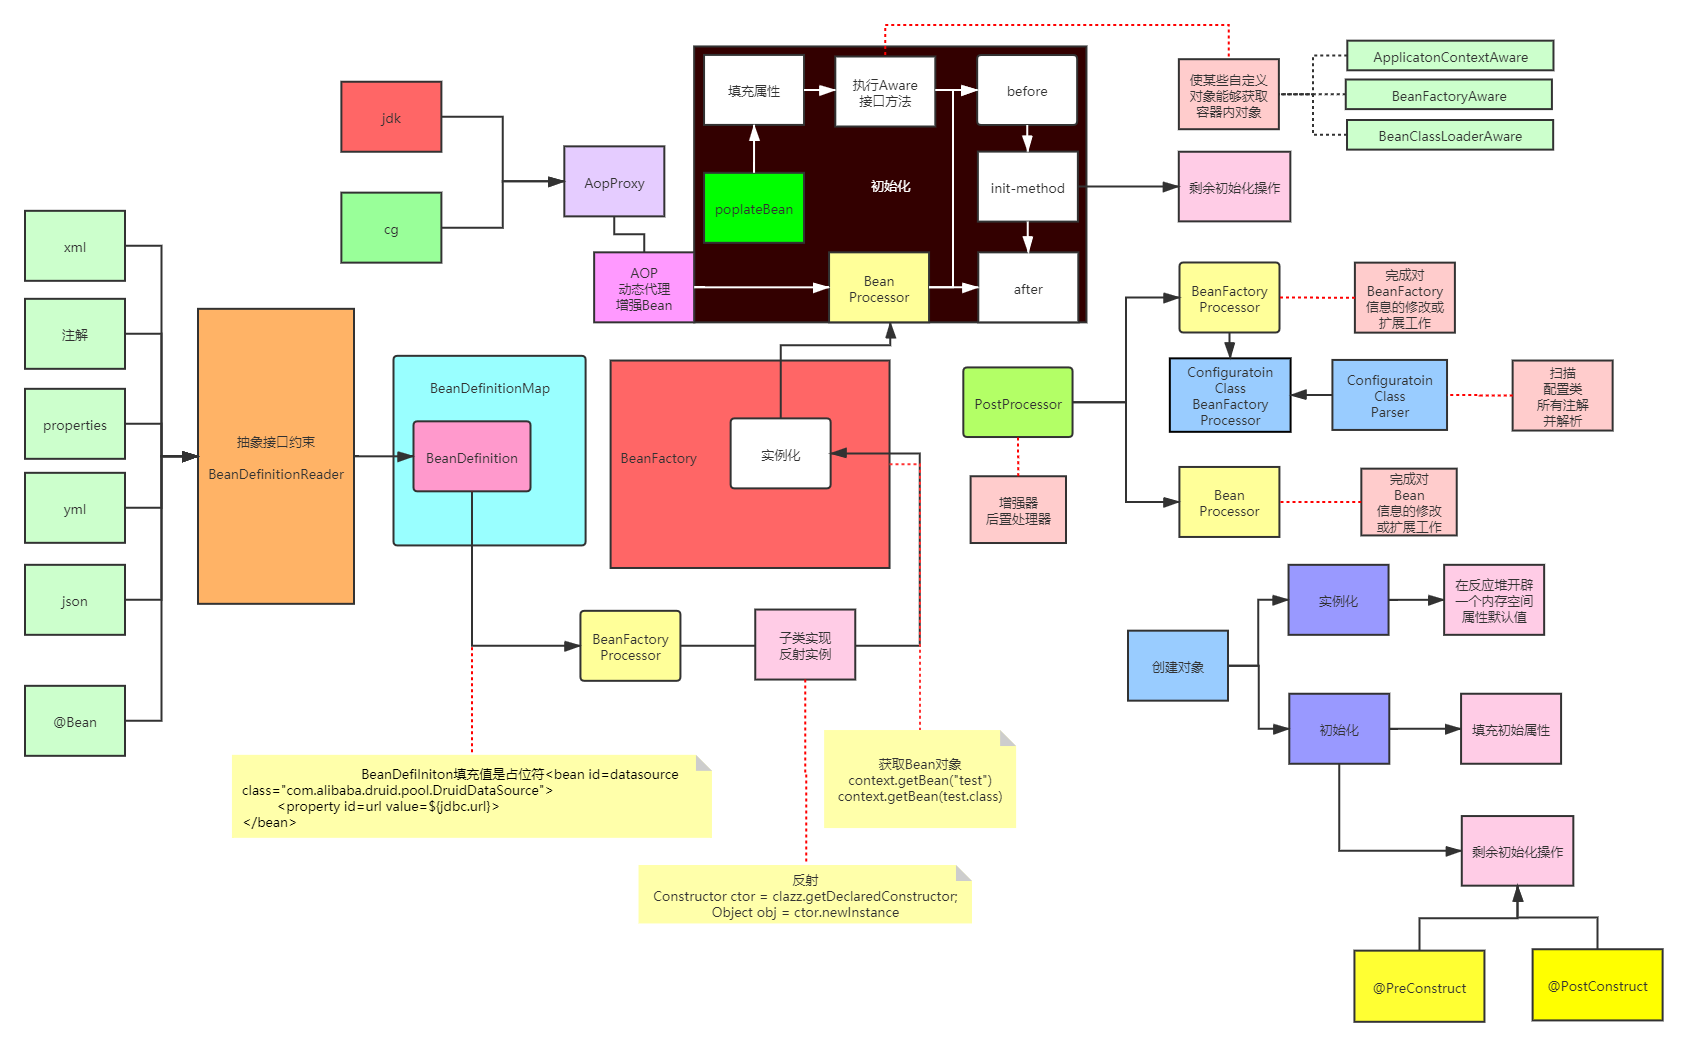 xml
注解
properties
yml
json
@Bean
抽象接口约束
BeanDefinitionReader
jdk
cg
AopProxy
AOP
动态代理
增强Bean
BeanDefinitionMap
BeanDefinition
填充属性
执行Aware
接口方法
before
poplateBean
初始化
init-method
Bean
Processor
after
BeanFactory
实例化
BeanFactory
Processor
子类实现
反射实例
BeanDefiIniton填充值是占位符<bean id=datasource
class="com.alibaba.druid.pool.DruidDataSource">
<property id=url value=${jdbc.url}>
</bean>
获取Bean对象
context.getBean("test")
context.getBean(test.class)
反射
Constructor ctor = clazz.getDeclaredConstructor;
Object obj = ctor.newInstance
使某些自定义
对象能够获取
容器内对象
ApplicatonContextAware
BeanFactoryAware
BeanClassLoaderAware
剩余初始化操作
PostProcessor
增强器
后置处理器
BeanFactory
Processor
完成对
BeanFactory
信息的修改或
扩展工作
Configuratoin
Class
BeanFactory
Processor
Configuratoin
Class
Parser
扫描
配置类
所有注解
并解析
Bean
Processor
完成对
Bean
信息的修改
或扩展工作
创建对象
实例化
在反应堆开辟
一个内存空间
属性默认值
初始化
填充初始属性
剩余初始化操作
@PreConstruct
@PostConstruct